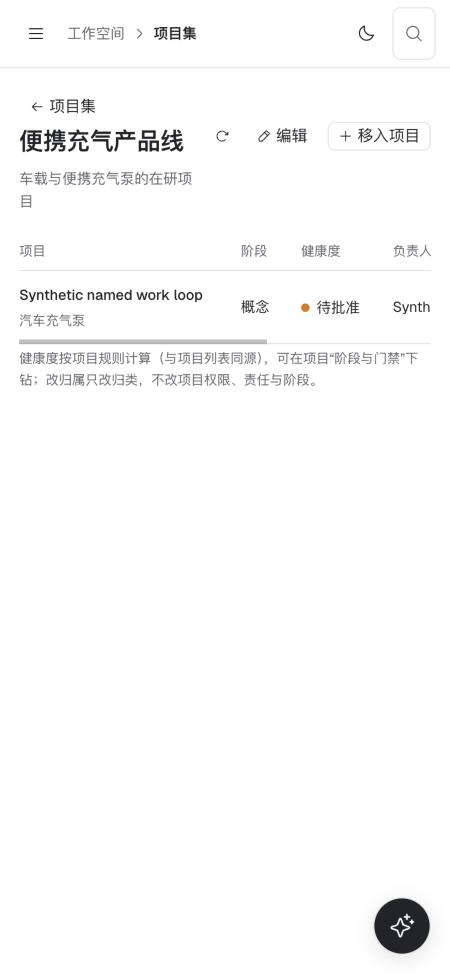 工作空间 > 项目集
← 项目集
便携充气产品线
编辑
+ 移入项目
车载与便携充气泵的在研项
目
项目 阶段 健康度 负责人
Synthetic named work loop
汽车充气泵
概念
待批准
Synth
健康度按项目规则计算（与项目列表同源），可在项目“阶段与门禁”下
钻；改归属只改归类，不改项目权限、责任与阶段。